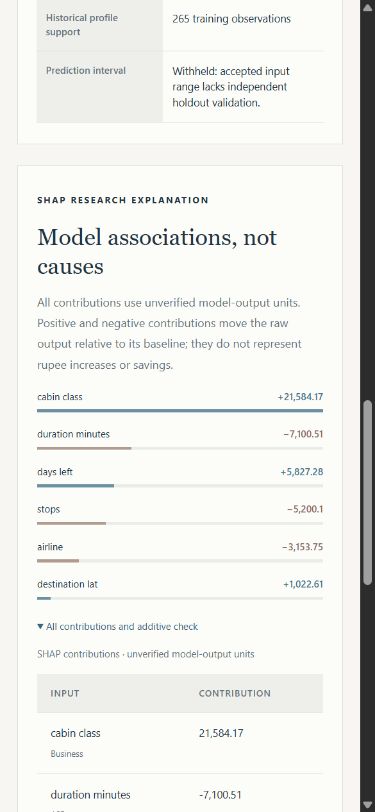 Historical profile
support
265 training observations
Prediction interval
Withheld: accepted input
range lacks independent
holdout validation.
SHAP RESEARCH EXPLANATION
Model associations, not
causes
All contributions use unverified model-output units.
Positive and negative contributions move the raw
output relative to its baseline; they do not represent
rupee increases or savings.
cabin class +21,584.17
duration minutes −7,100.51
days left +5,827.28
stops −5,200.1
airline −3,153.75
destination lat +1,022.61
▼ All contributions and additive check
SHAP contributions · unverified model-output units
INPUT CONTRIBUTION
cabin class 21,584.17
Business
duration minutes -7,100.51